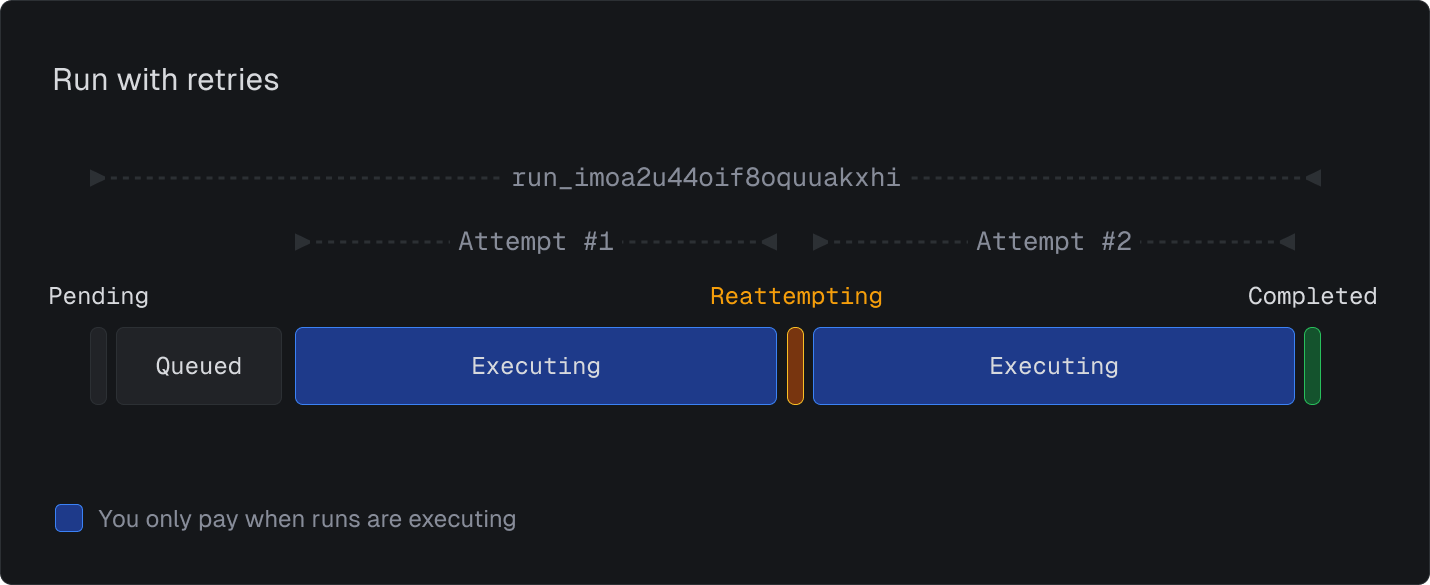 Run with retries
run_imoa2u44oif8oquuakxhi
Attempt #1 Attempt #2
Pending Reattempting Completed
Queued Executing Executing
You only pay when runs are executing